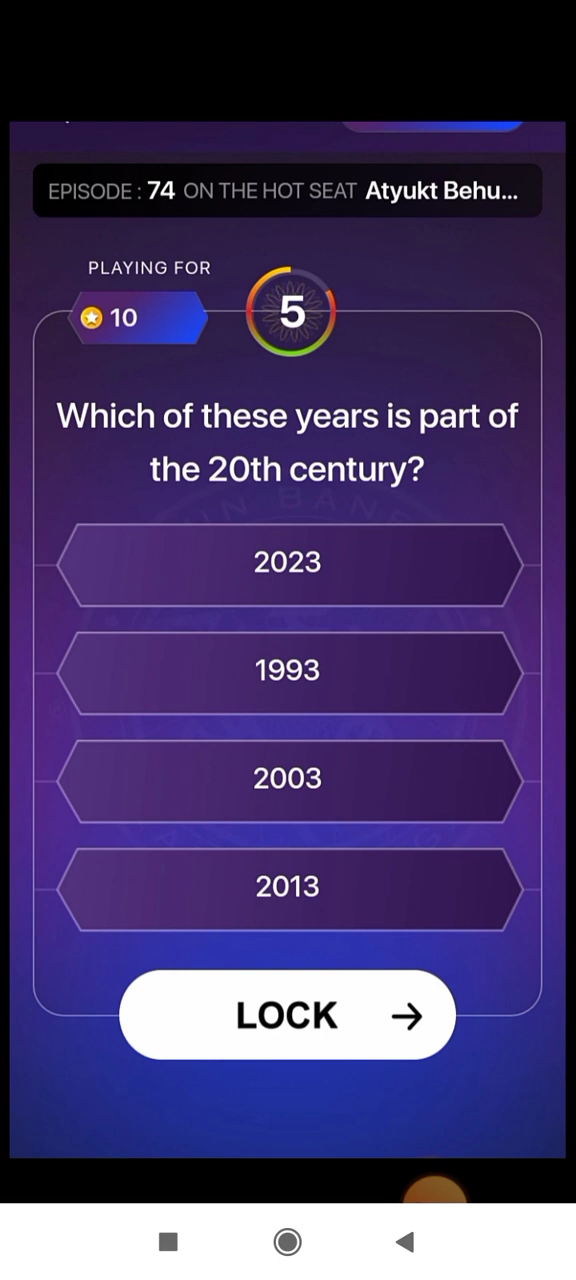 EPISODE : 74 ON THE HOT SEAT Atyukt Behu...
PLAYING FOR
10
5
Which of these years is part of
the 20th century?
2023
1993
2003
2013
LOCK